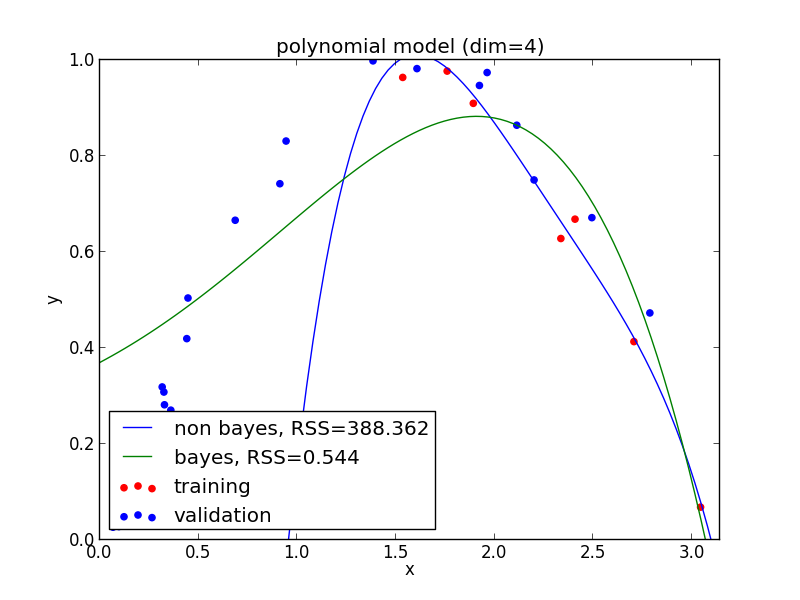 polynomial model (dim=4)
1.0
0.8
0.6
0.4
0.2
0.0
y
non bayes, RSS=388.362
bayes, RSS=0.544
training
validation
0.0 0.5 1.0 1.5 2.0 2.5 3.0
x